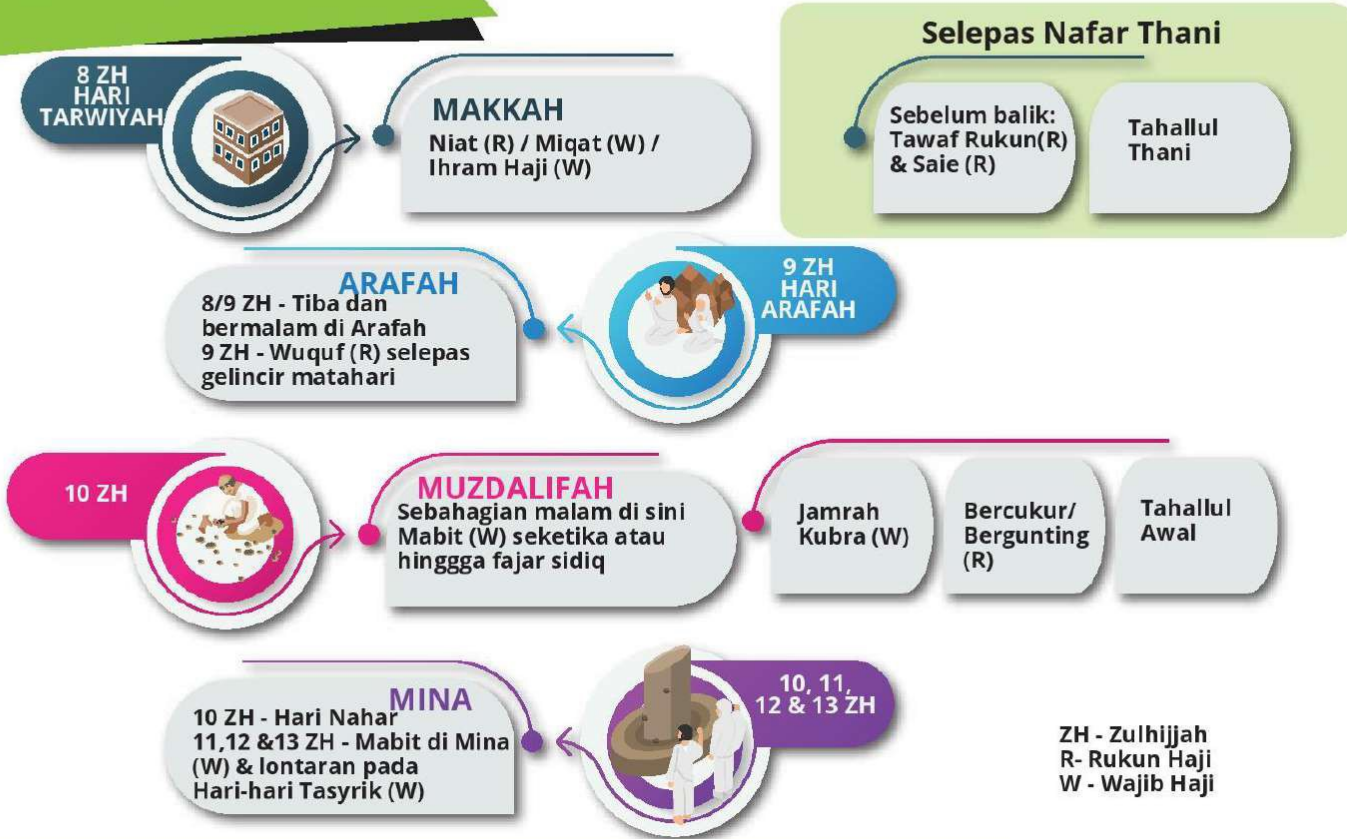 8 ZH
HARI
TARWIYAH
MAKKAH
Niat (R) / Miqat (W) /
Ihram Haji (W)
Selepas Nafar Thani
Sebelum balik:
Tawaf Rukun(R)
& Saie (R)
Tahallul
Thani
9 ZH
HARI
ARAFAH
ARAFAH
8/9 ZH - Tiba dan
bermalam di Arafah
9 ZH - Wuquf (R) selepas
gelincir matahari
10 ZH
MUZDALIFAH
Sebahagian malam di sini
Mabit (W) seketika atau
hinggga fajar sidiq
Jamrah
Kubra (W)
Bercukur/
Bergunting
(R)
Tahallul
Awal
10, 11,
12 & 13 ZH
MINA
10 ZH - Hari Nahar
11,12 &13 ZH - Mabit di Mina
(W) & lontaran pada
Hari-hari Tasyrik (W)
ZH - Zulhijjah
R- Rukun Haji
W - Wajib Haji